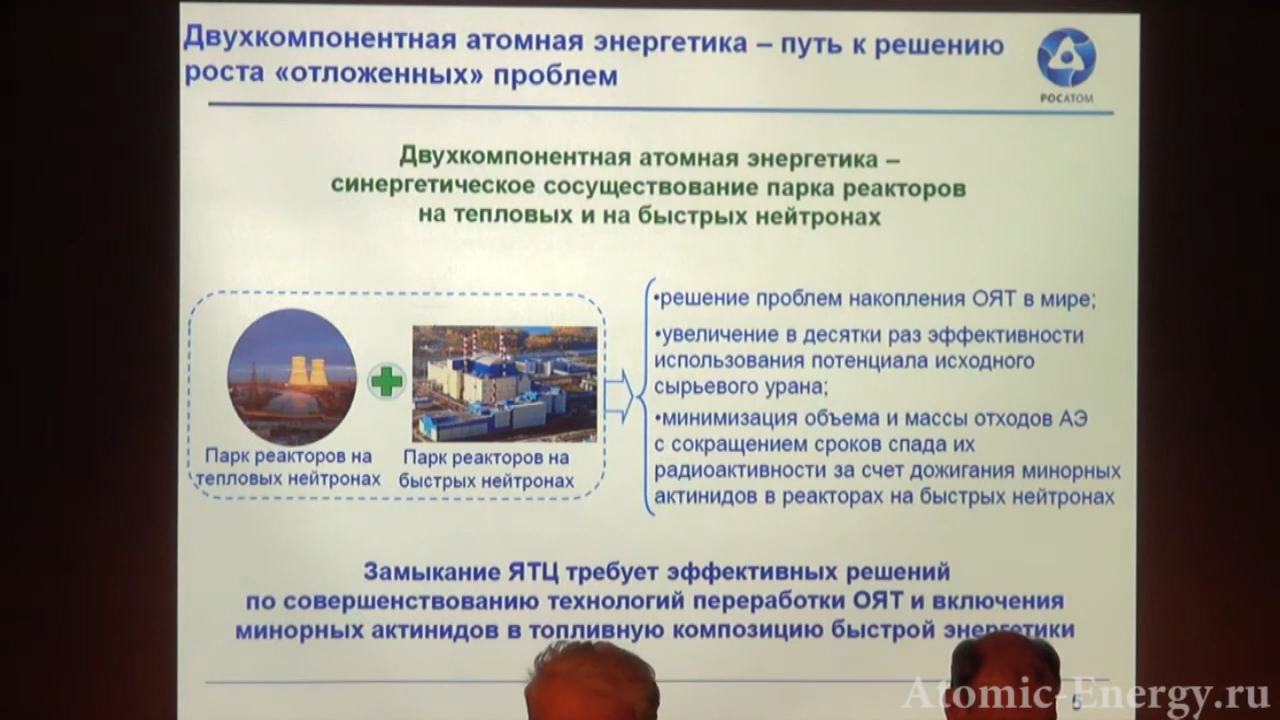 Двухкомпонентная атомная энергетика – путь к решению
роста «отложенных» проблем
РОСАТОМ
Двухкомпонентная атомная энергетика –
синергетическое сосуществование парка реакторов
на тепловых и на быстрых нейтронах
Парк реакторов на
тепловых нейтронах
Парк реакторов на
быстрых нейтронах
•решение проблем накопления ОЯТ в мире;
•увеличение в десятки раз эффективности
использования потенциала исходного
сырьевого урана;
•минимизация объема и массы отходов АЭ
с сокращением сроков спада их
радиоактивности за счет дожигания минорных
актинидов в реакторах на быстрых нейтронах
Замыкание ЯТЦ требует эффективных решений
по совершенствованию технологий переработки ОЯТ и включения
минорных актинидов в топливную композицию быстрой энергетики
Atomic-Energy.ru